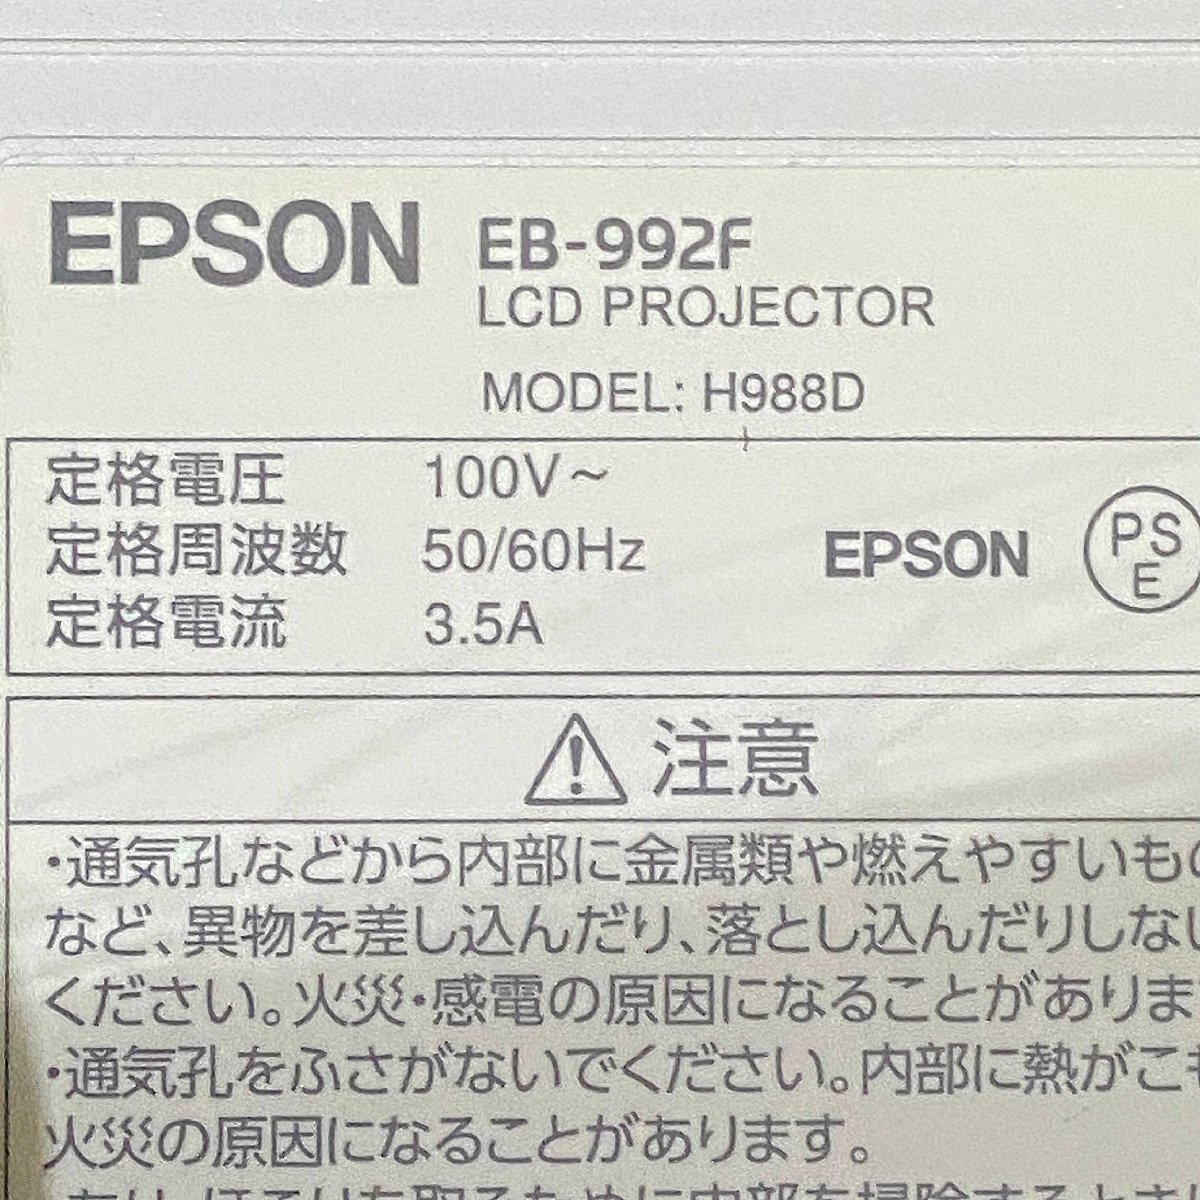 EPSON EB-992F
LCD PROJECTOR
MODEL: H988D
定格電圧 100V～
定格周波数 50/60Hz
定格電流 3.5A
EPSON
PS
E
注意
・通気孔などから内部に金属類や燃えやすいもの
など、異物を差し込んだり、落とし込んだりしない
ください。火災・感電の原因になることがありま
・通気孔をふさがないでください。内部に熱がこも
火災の原因になることがあります。